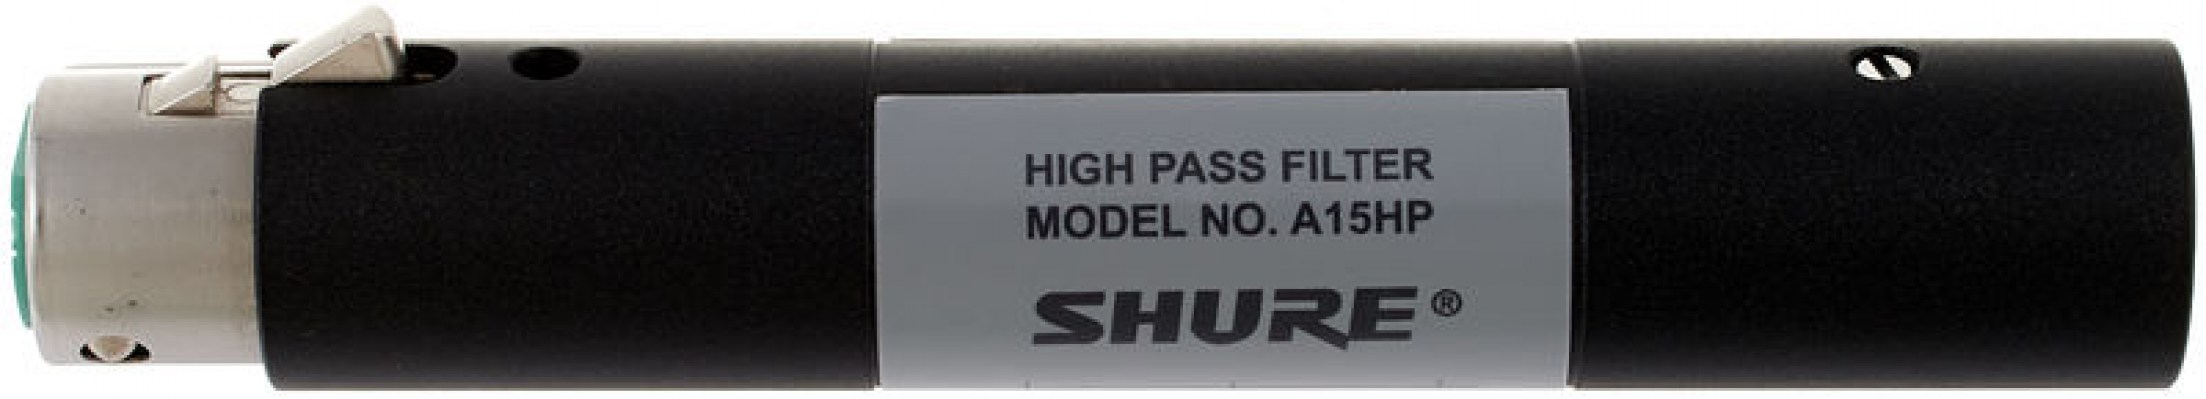 HIGH PASS FILTER
MODEL NO. A15HP
SHURE®